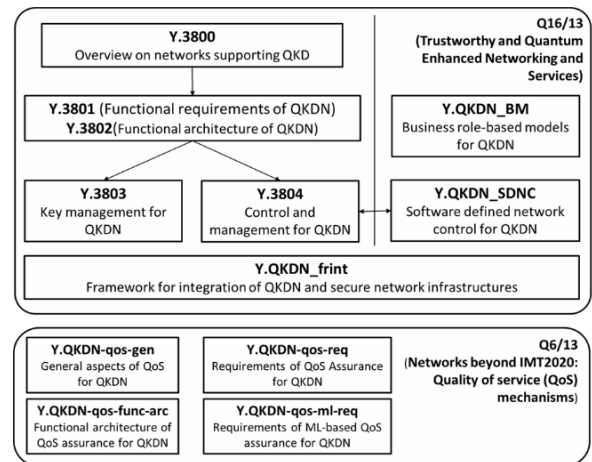 Y.3800
Overview on networks supporting QKD
Q16/13
(Trustworthy and Quantum
Enhanced Networking and
Services)
Y.3801 (Functional requirements of QKDN)
Y.3802(Functional architecture of QKDN)
Y.QKDN_BM
Business role-based models
for QKDN
Y.3803
Key management for
QKDN
Y.3804
Control and
management for QKDN
Y.QKDN_SDNC
Software defined network
control for QKDN
Y.QKDN_frint
Framework for integration of QKDN and secure network infrastructures
Y.QKDN-qos-gen
General aspects of QoS
for QKDN
Y.QKDN-qos-req
Requirements of QoS Assurance
for QKDN
Q6/13
(Networks beyond IMT2020:
Quality of service (QoS)
mechanisms)
Y.QKDN-qos-func-arc
Functional architecture of
QoS assurance for QKDN
Y.QKDN-qos-ml-req
Requirements of ML-based QoS
assurance for QKDN